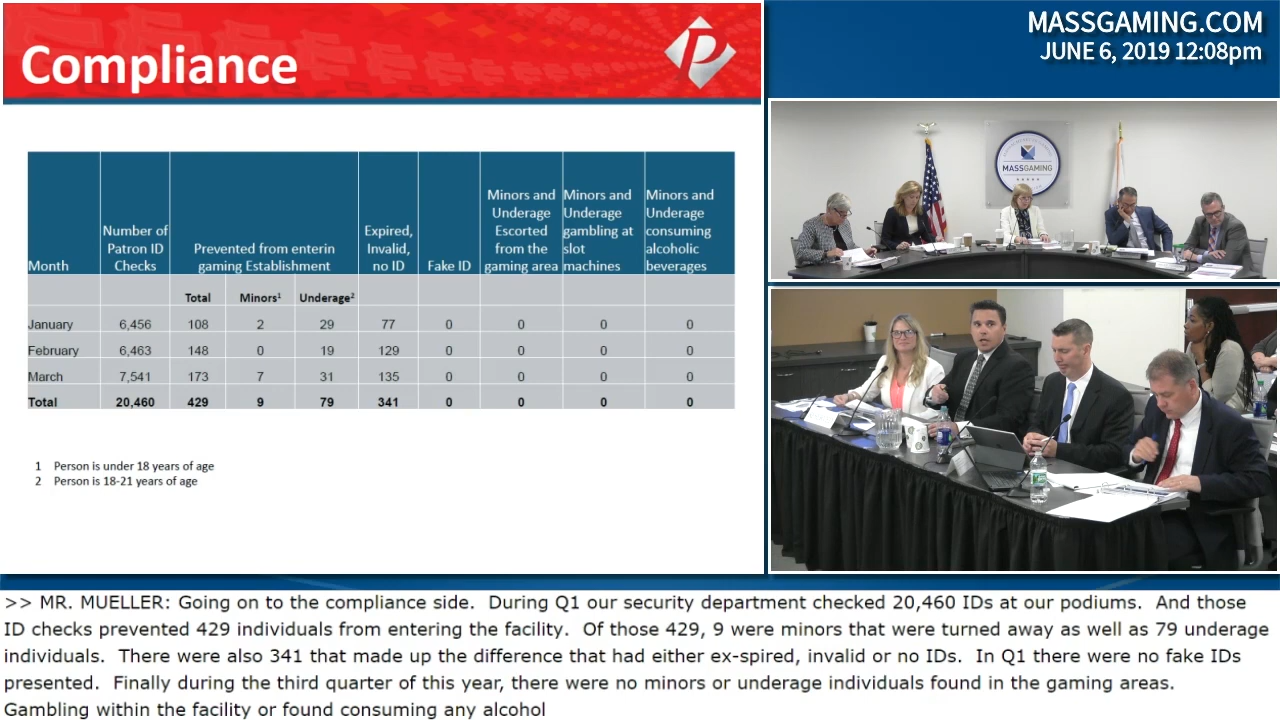 Compliance
MASSGAMING.COM
JUNE 6, 2019 12:08pm
MASSGAMING
Month
Number of
Patron ID
Checks
Prevented from enterin
gaming Establishment
Expired,
Invalid,
no ID
Fake ID
Minors and
Underage
Escorted
from the
gaming area
Minors and
Underage
gambling at
slot
machines
Minors and
Underage
consuming
alcoholic
beverages
Total Minors¹ Underage²
January 6,456 108 2 29 77 0 0 0 0
February 6,463 148 0 19 129 0 0 0 0
March 7,541 173 7 31 135 0 0 0 0
Total 20,460 429 9 79 341 0 0 0 0
1 Person is under 18 years of age
2 Person is 18-21 years of age
>> MR. MUELLER: Going on to the compliance side. During Q1 our security department checked 20,460 IDs at our podiums. And those
ID checks prevented 429 individuals from entering the facility. Of those 429, 9 were minors that were turned away as well as 79 underage
individuals. There were also 341 that made up the difference that had either ex-spired, invalid or no IDs. In Q1 there were no fake IDs
presented. Finally during the third quarter of this year, there were no minors or underage individuals found in the gaming areas.
Gambling within the facility or found consuming any alcohol